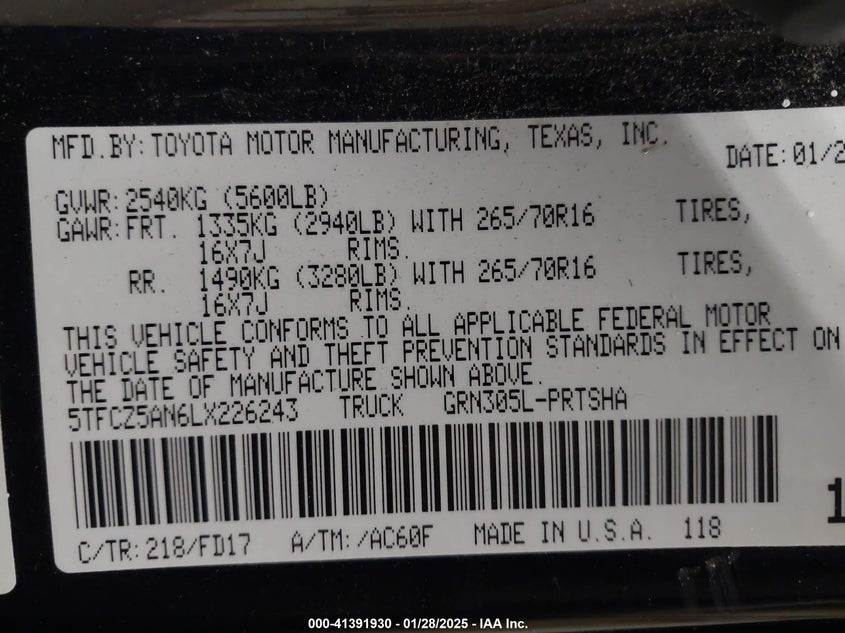 MFD.BY:TOYOTA MOTOR MANUFACTURING, TEXAS, INC.
DATE:01/2
GVWR:2540KG (5600LB)
GAWR:FRT. 1335KG (2940LB) WITH 265/70R16 TIRES,
16X7J RIMS.
RR. 1490KG (3280LB) WITH 265/70R16 TIRES,
16X7J RIMS.
THIS VEHICLE CONFORMS TO ALL APPLICABLE FEDERAL MOTOR
VEHICLE SAFETY AND THEFT PREVENTION STANDARDS IN EFFECT ON
THE DATE OF MANUFACTURE SHOWN ABOVE.
5TFCZ5AN6LX226243 TRUCK GRN305L-PRTSHA
1
C/TR:218/FD17 A/TM:/AC60F MADE IN U.S.A. 118
000-41391930 - 01/28/2025 - IAA Inc.